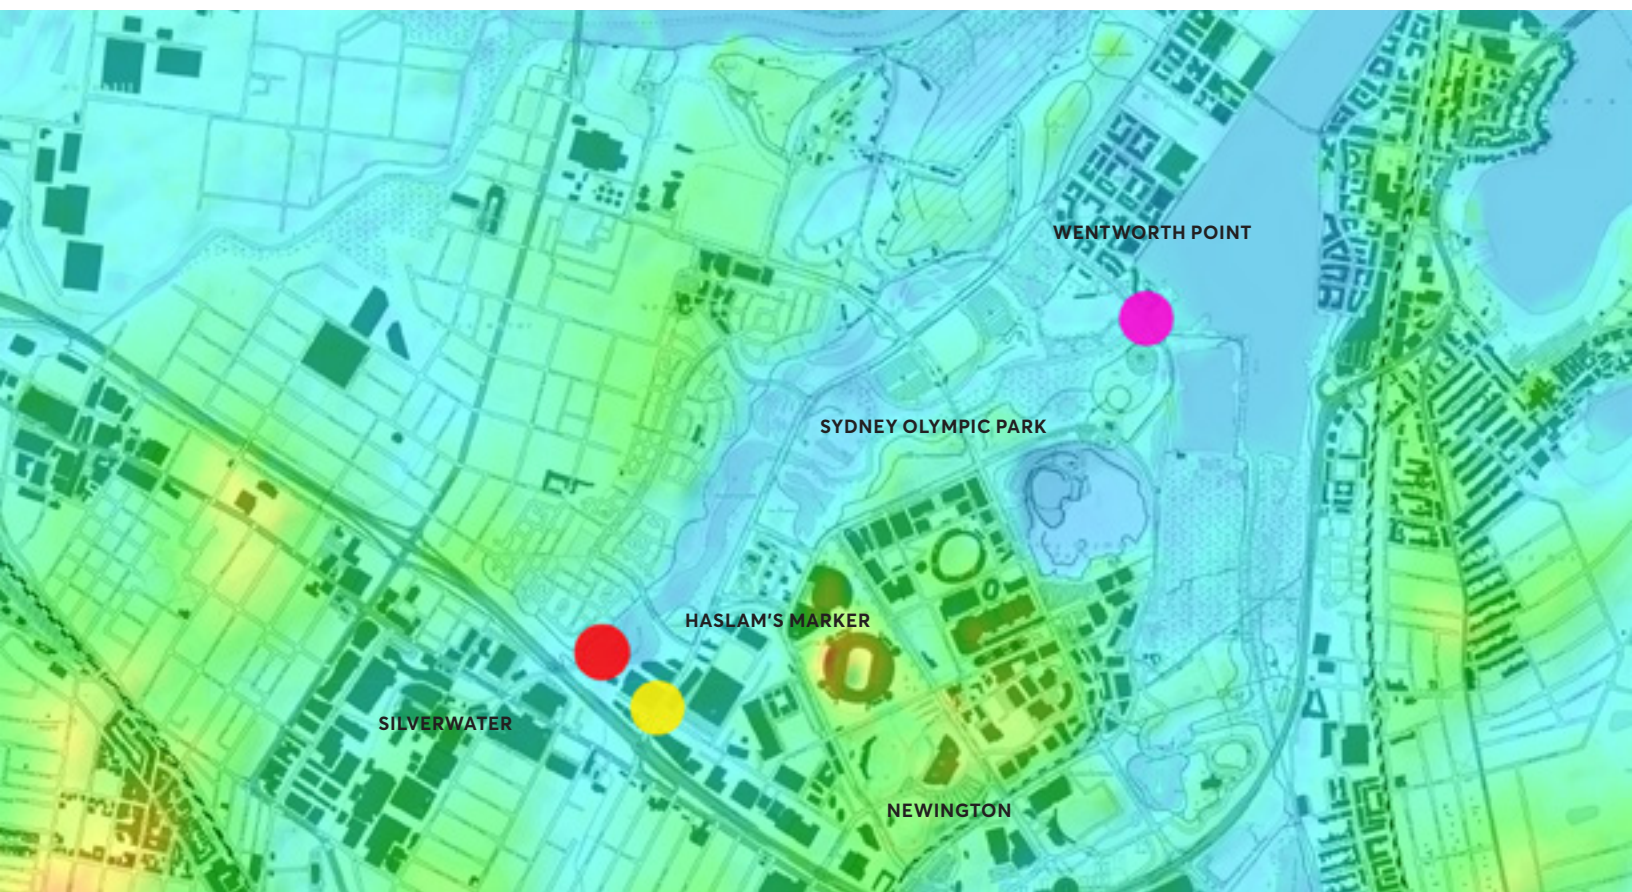 WENTWORTH POINT
SYDNEY OLYMPIC PARK
HASLAM'S MARKER
SILVERWATER
NEWINGTON